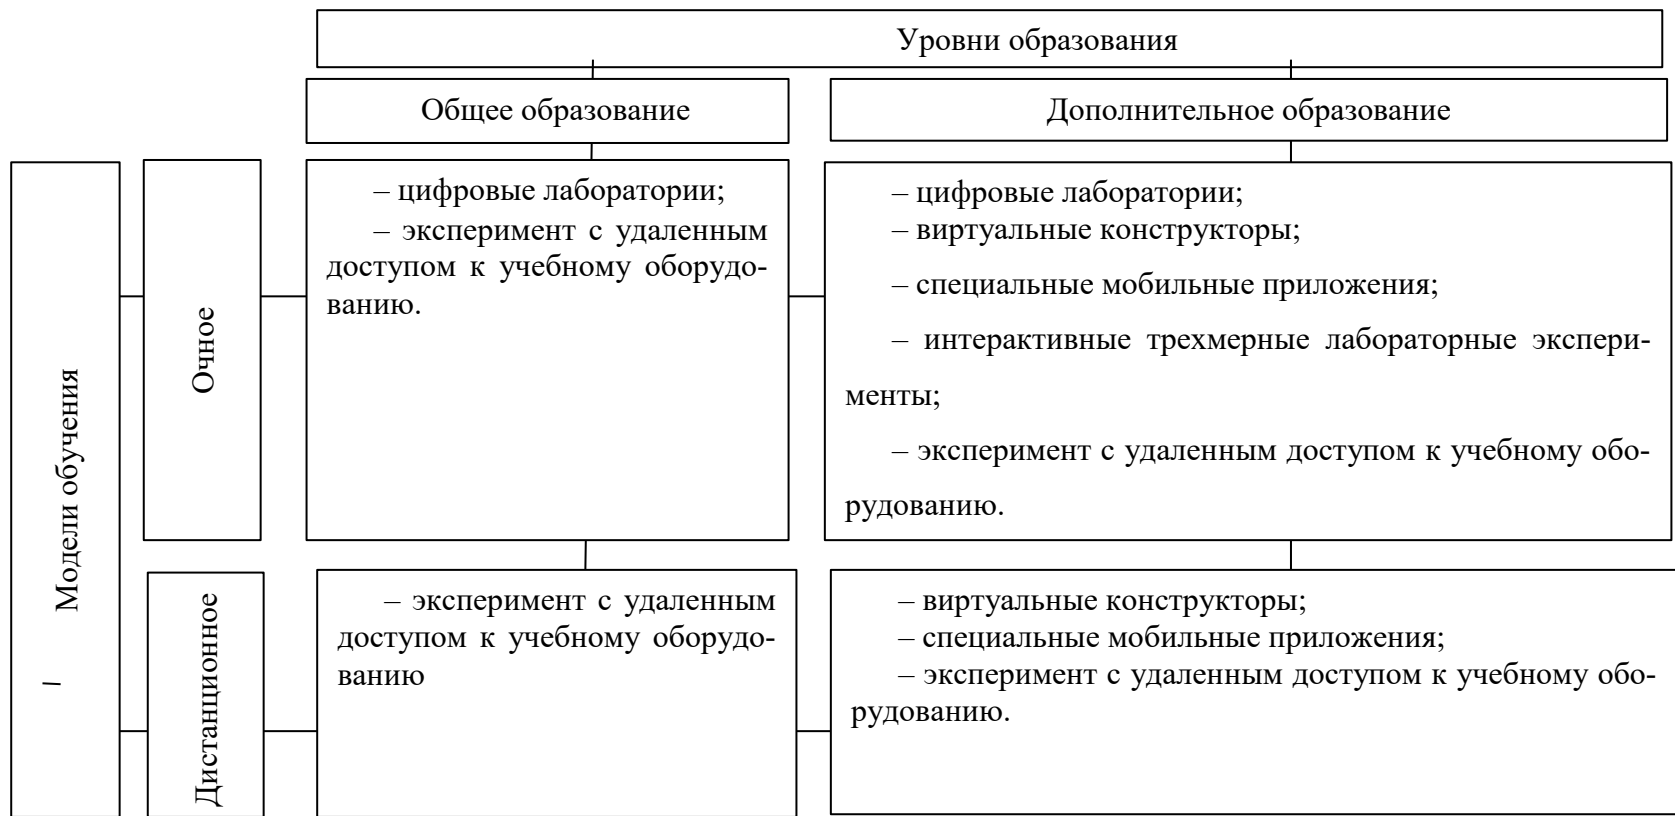 Уровни образования
Общее образование
Дополнительное образование
Модели обучения
Очное
– цифровые лаборатории;
– эксперимент с удаленным
доступом к учебному оборудо-
ванию.
– цифровые лаборатории;
– виртуальные конструкторы;
– специальные мобильные приложения;
– интерактивные трехмерные лабораторные экспери-
менты;
– эксперимент с удаленным доступом к учебному обо-
рудованию.
Дистанционное
– эксперимент с удаленным
доступом к учебному оборудо-
ванию
– виртуальные конструкторы;
– специальные мобильные приложения;
– эксперимент с удаленным доступом к учебному обо-
рудованию.